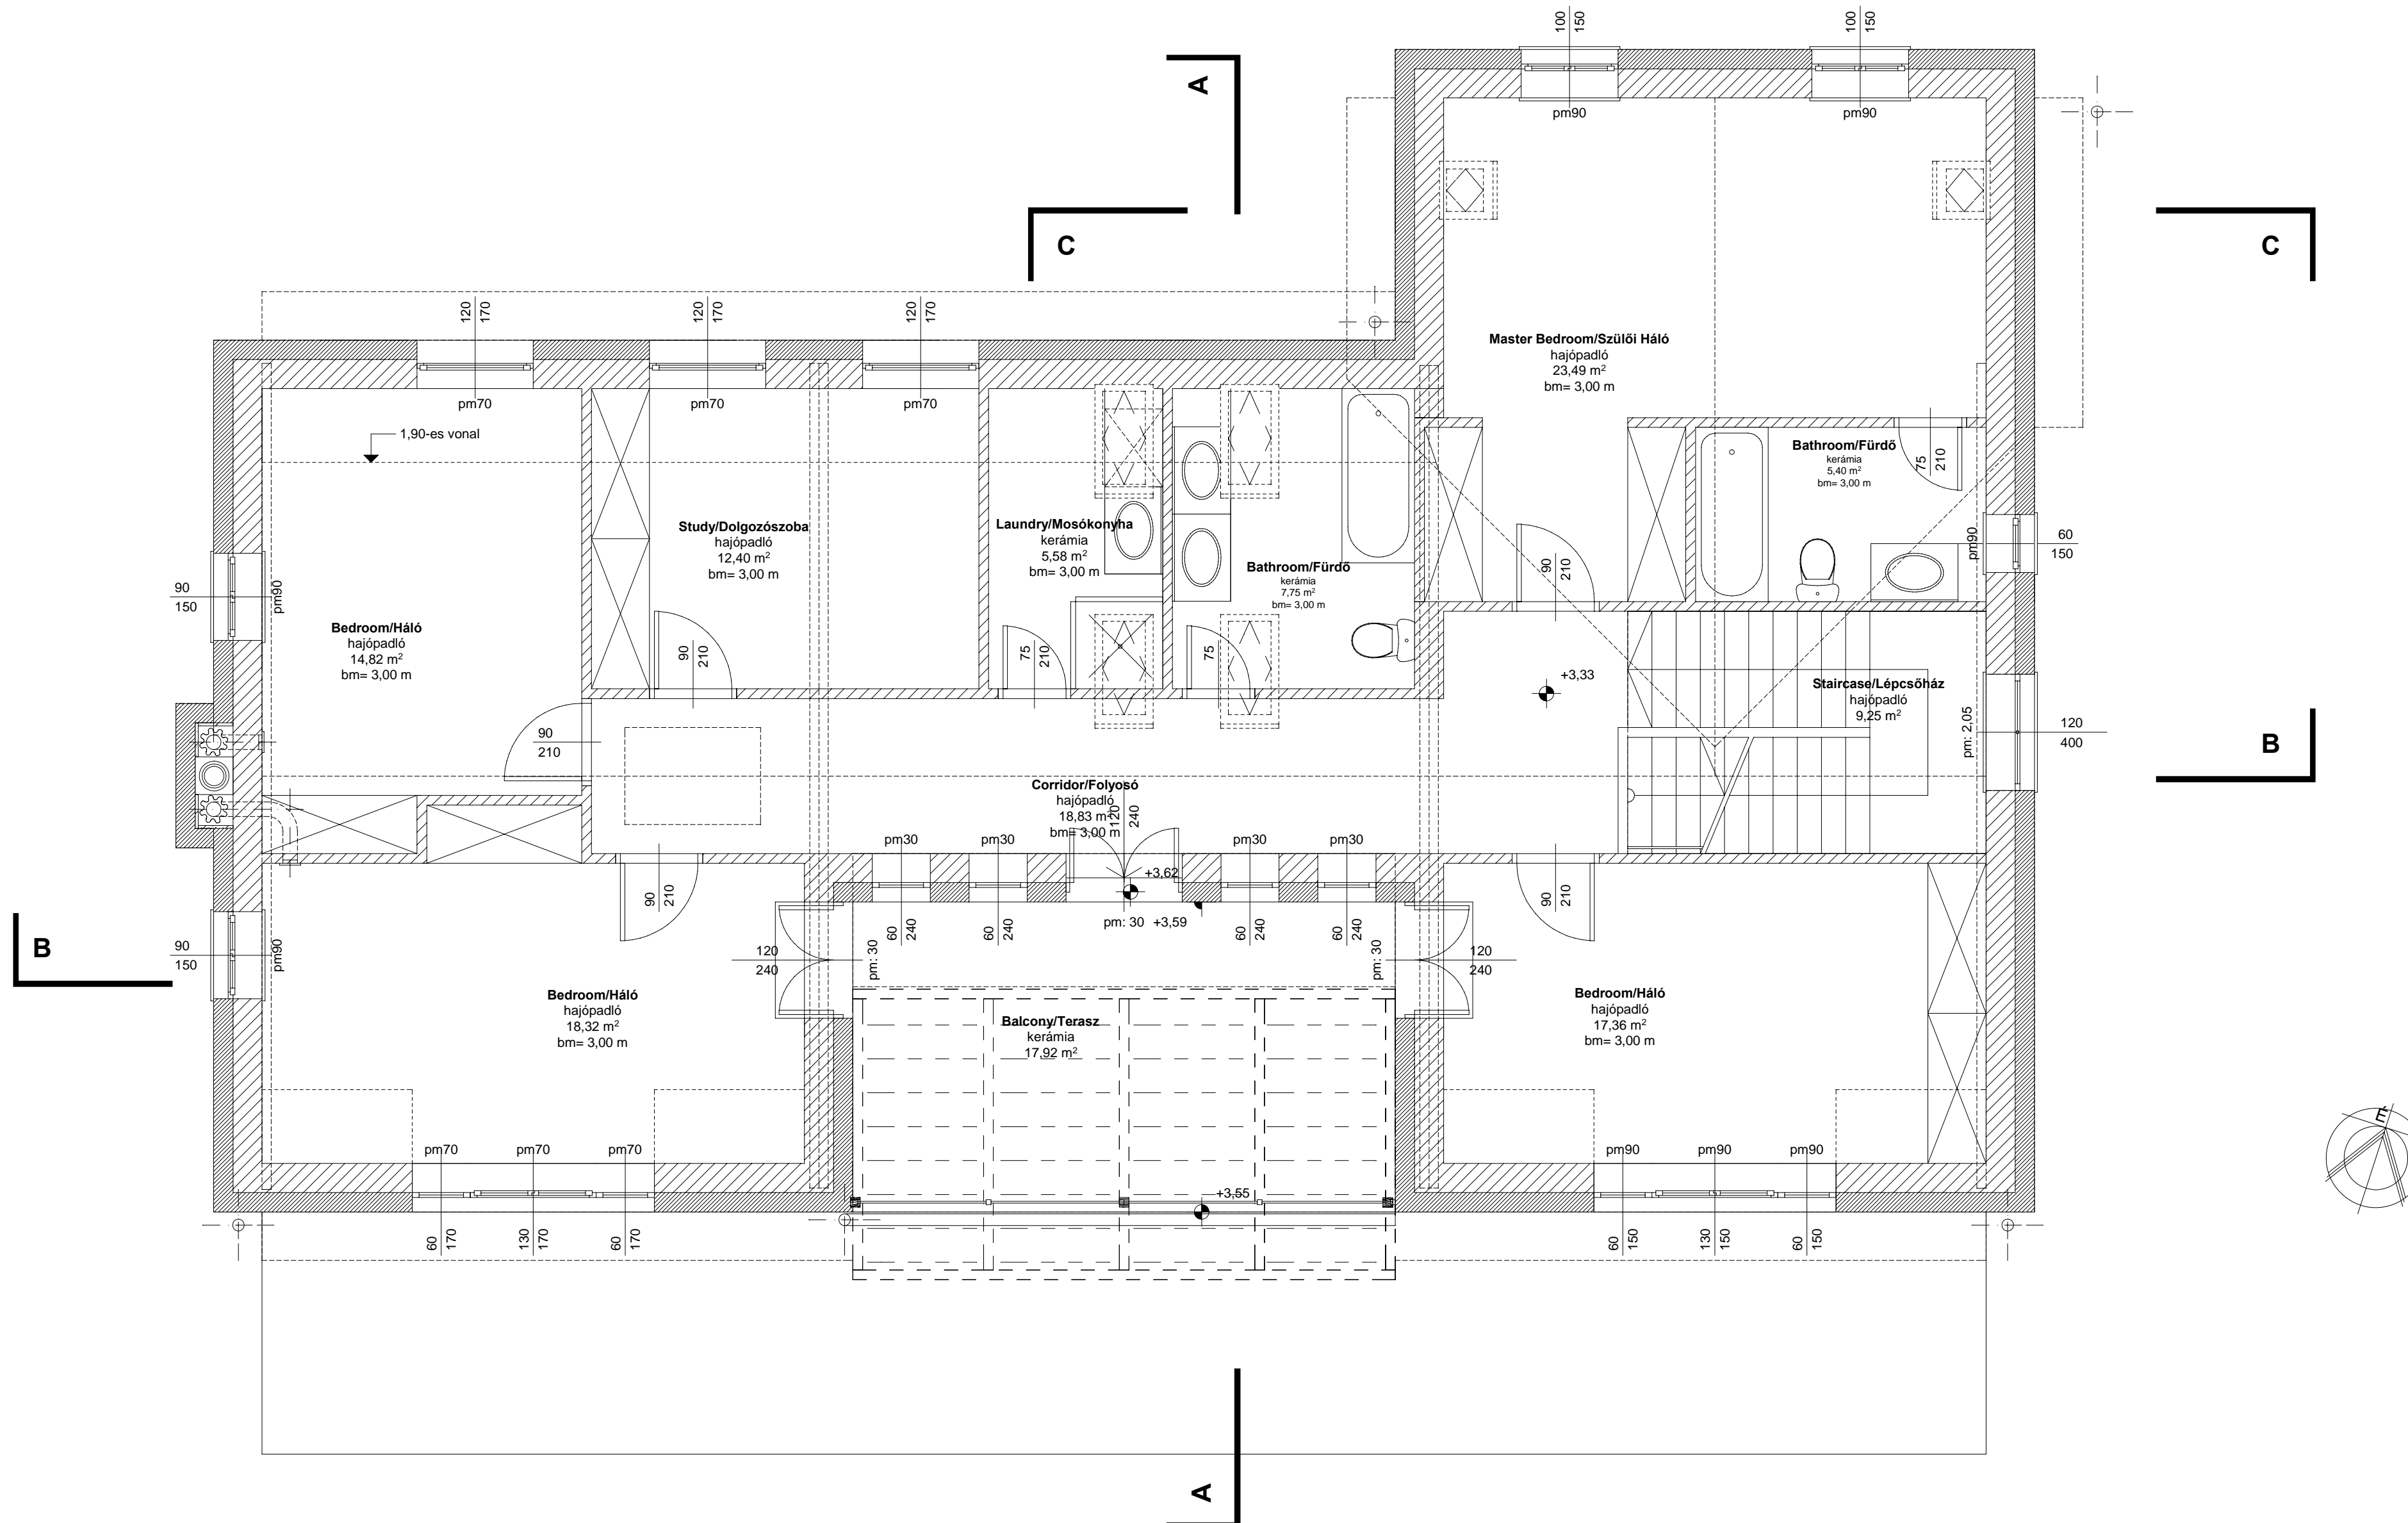 100
150
100
150
A
pm90
pm90
C
C
120
170
120
170
120
170
Master Bedroom/Szülői Háló
hajópadló
23,49 m²
bm= 3,00 m
pm70
pm70
pm70
1,90-es vonal
Bathroom/Fürdő
kerámia
5,40 m²
bm= 3,00 m
75
210
Study/Dolgozószoba
hajópadló
12,40 m²
bm= 3,00 m
Laundry/Mosókonyha
kerámia
5,58 m²
bm= 3,00 m
Bathroom/Fürdő
kerámia
7,75 m²
bm= 3,00 m
90
210
pm90
60
150
90
150
pm90
Bedroom/Háló
hajópadló
14,82 m²
bm= 3,00 m
90
210
75
210
75
+3,33
Staircase/Lépcsőház
hajópadló
9,25 m²
pm: 2,05
120
400
B
90
210
Corridor/Folyosó
hajópadló
18,83 m²
bm= 3,00 m
120
240
pm30
pm30
pm30
pm30
+3,62
90
210
90
210
pm: 30 +3,59
60
240
60
240
60
240
60
240
B
90
150
pm90
120
240
pm: 30
pm: 30
120
240
Bedroom/Háló
hajópadló
18,32 m²
bm= 3,00 m
Balcony/Terasz
kerámia
17,92 m²
Bedroom/Háló
hajópadló
17,36 m²
bm= 3,00 m
É
pm70
pm70
pm70
pm90
pm90
pm90
+3,55
60
170
130
170
60
170
60
150
130
150
60
150
A